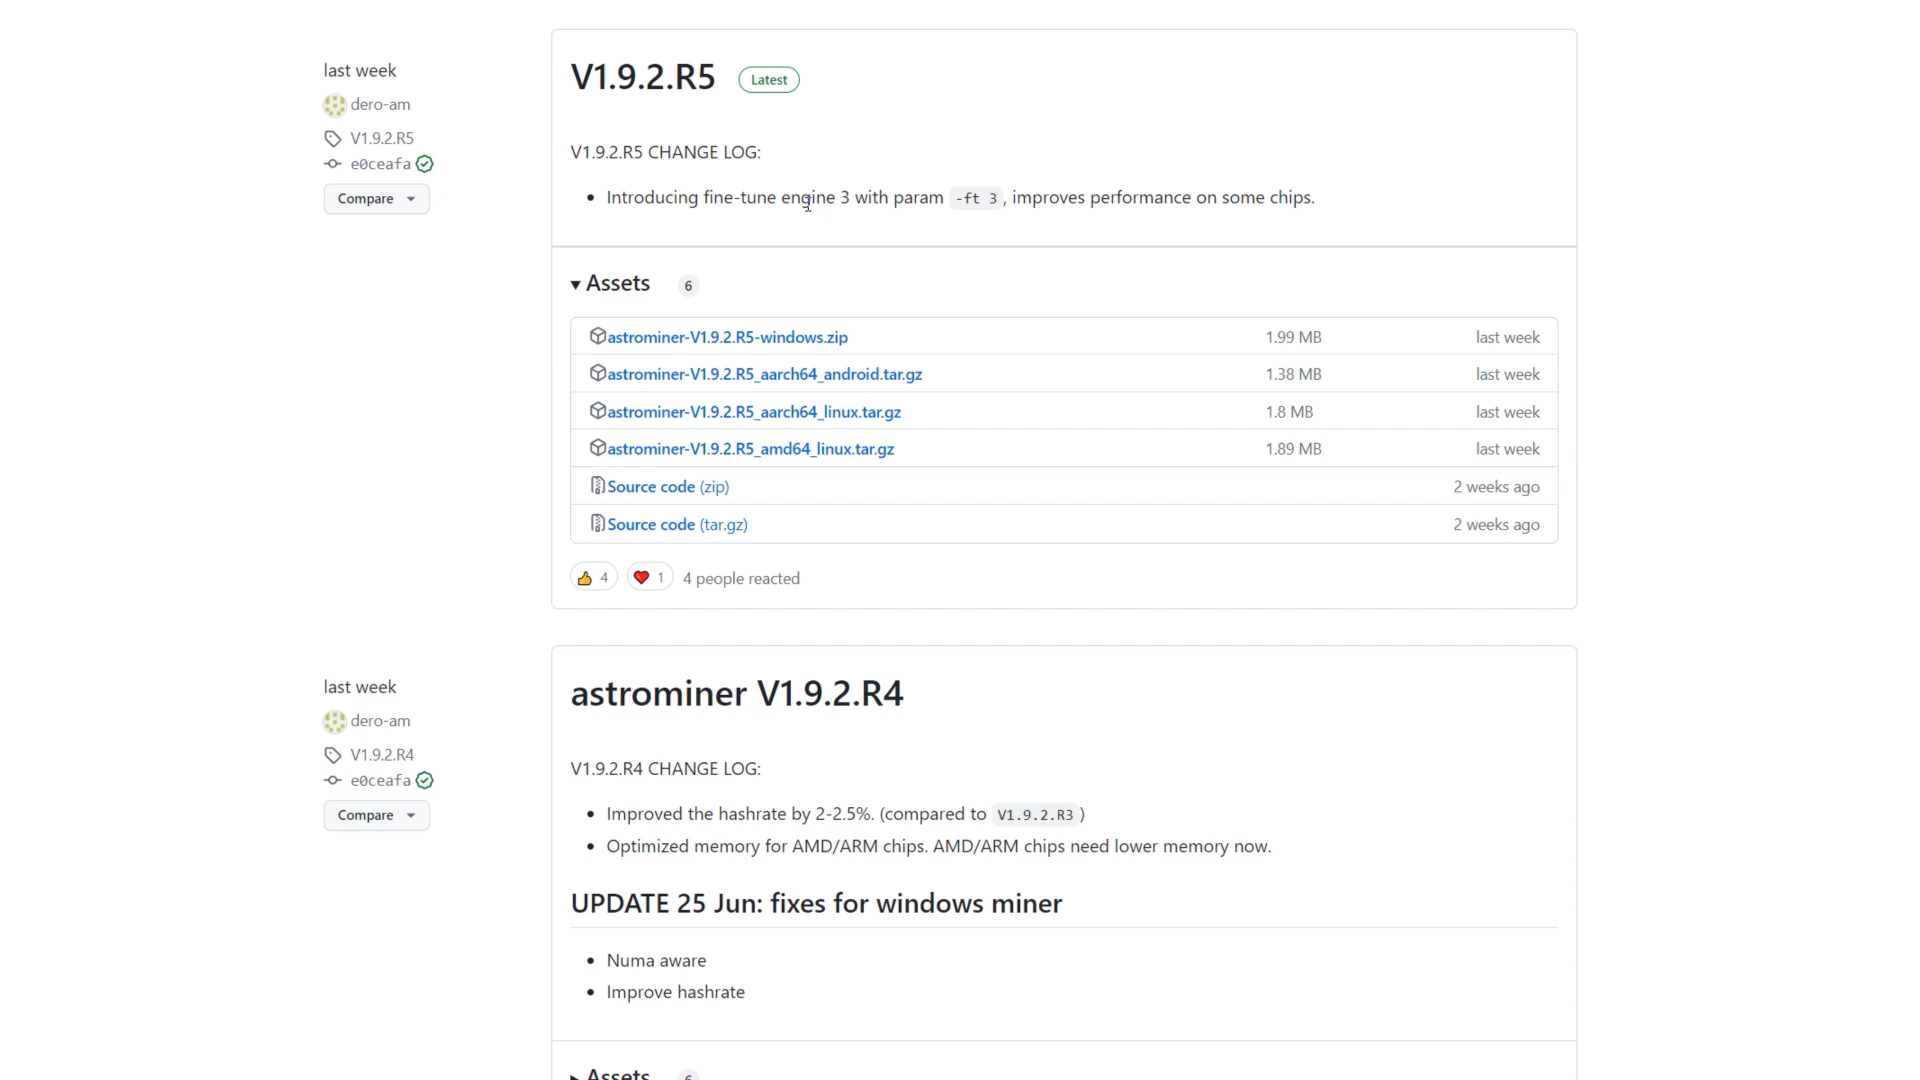 last week
dero-am
V1.9.2.R5
e0ceafa
Compare
V1.9.2.R5 Latest
V1.9.2.R5 CHANGE LOG:
Introducing fine-tune engine 3 with param -ft 3, improves performance on some chips.
Assets 6
astrominer-V1.9.2.R5-windows.zip 1.99 MB last week
astrominer-V1.9.2.R5_aarch64_android.tar.gz 1.38 MB last week
astrominer-V1.9.2.R5_aarch64_linux.tar.gz 1.8 MB last week
astrominer-V1.9.2.R5_amd64_linux.tar.gz 1.89 MB last week
Source code (zip) 2 weeks ago
Source code (tar.gz) 2 weeks ago
👍 4 ❤️ 1 4 people reacted
last week
dero-am
V1.9.2.R4
e0ceafa
Compare
astrominer V1.9.2.R4
V1.9.2.R4 CHANGE LOG:
Improved the hashrate by 2-2.5%. (compared to V1.9.2.R3)
Optimized memory for AMD/ARM chips. AMD/ARM chips need lower memory now.
UPDATE 25 Jun: fixes for windows miner
Numa aware
Improve hashrate
Assets 6